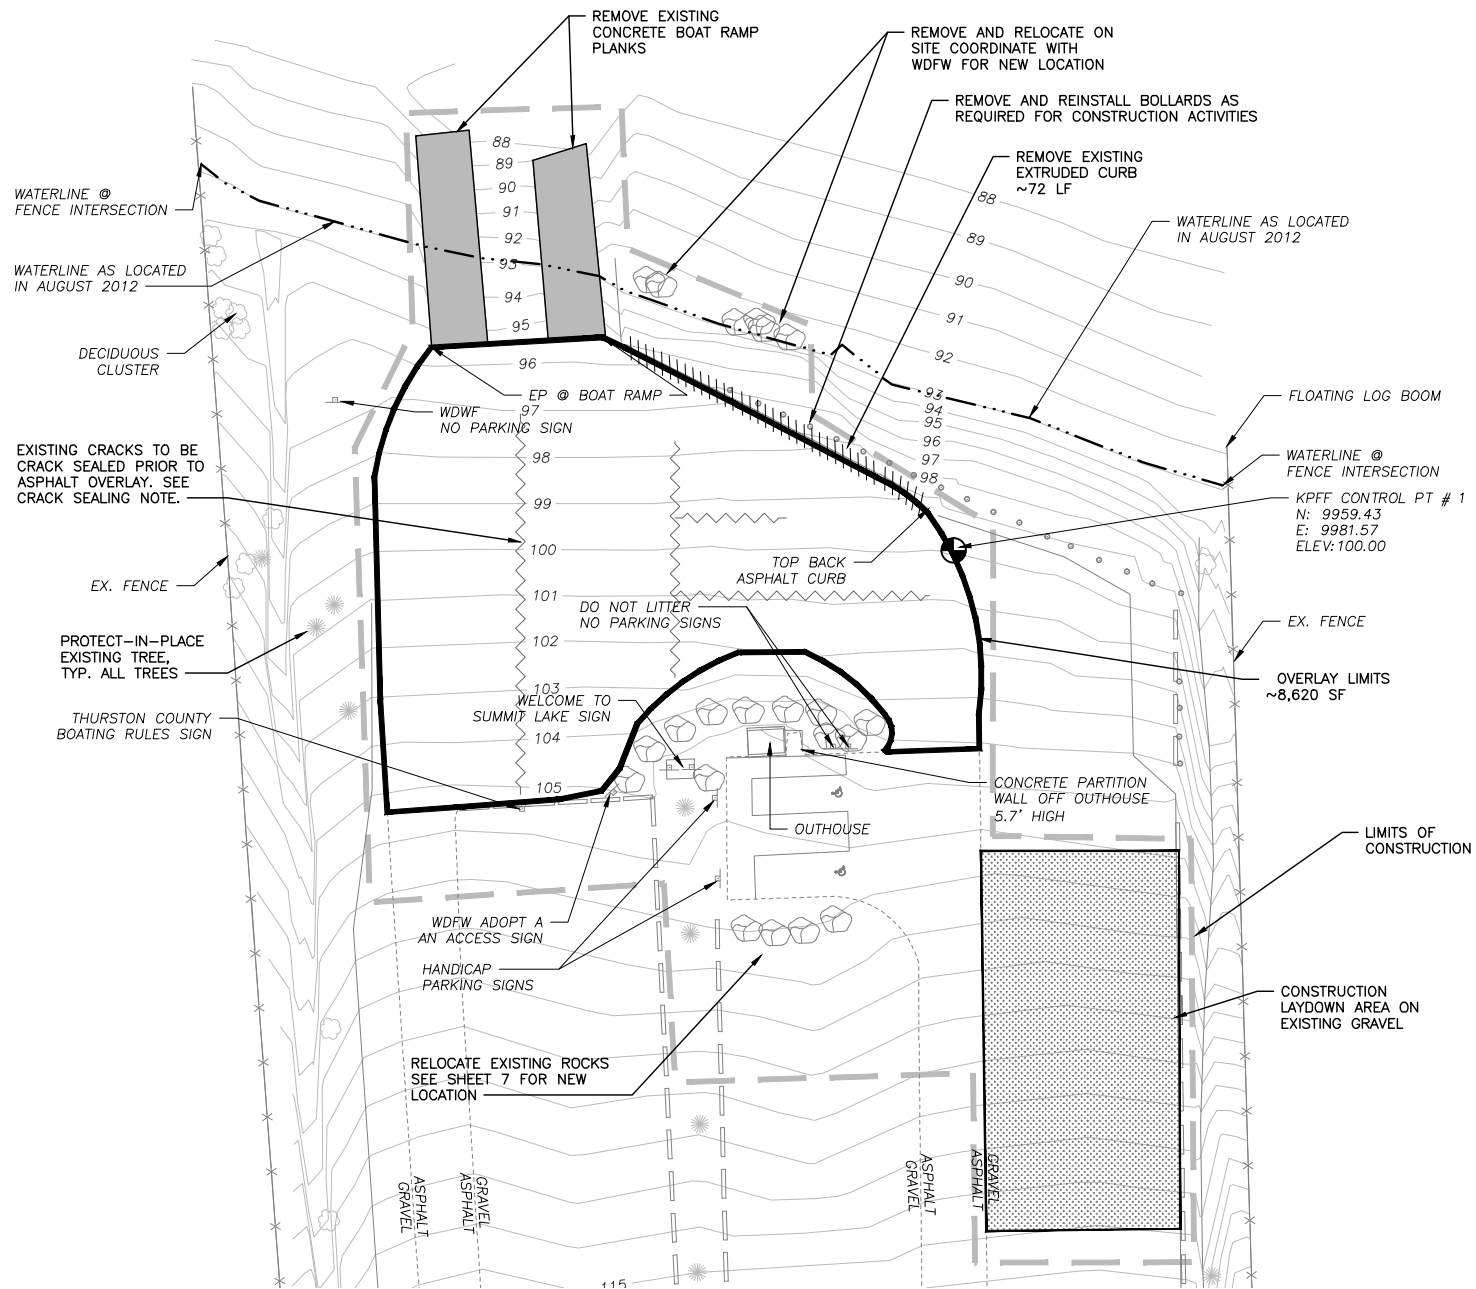 REMOVE EXISTING
CONCRETE BOAT RAMP
PLANKS
REMOVE AND RELOCATE ON
SITE COORDINATE WITH
WDFW FOR NEW LOCATION
REMOVE AND REINSTALL BOLLARDS AS
REQUIRED FOR CONSTRUCTION ACTIVITIES
REMOVE EXISTING
EXTRUDED CURB
~72 LF
WATERLINE @
FENCE INTERSECTION
WATERLINE AS LOCATED
IN AUGUST 2012
WATERLINE AS LOCATED
IN AUGUST 2012
DECIDUOUS
CLUSTER
88
89
90
91
92
93
94
95
96
97
98
99
100
101
102
103
104
105
88
89
90
91
92
93
94
95
96
97
98
EP @ BOAT RAMP
WDWF
NO PARKING SIGN
FLOATING LOG BOOM
WATERLINE @
FENCE INTERSECTION
EXISTING CRACKS TO BE
CRACK SEALED PRIOR TO
ASPHALT OVERLAY. SEE
CRACK SEALING NOTE.
KPFF CONTROL PT # 1
N: 9959.43
E: 9981.57
ELEV:100.00
TOP BACK
ASPHALT CURB
EX. FENCE
DO NOT LITTER
NO PARKING SIGNS
EX. FENCE
PROTECT-IN-PLACE
EXISTING TREE,
TYP. ALL TREES
OVERLAY LIMITS
~8,620 SF
WELCOME TO
SUMMIT LAKE SIGN
THURSTON COUNTY
BOATING RULES SIGN
CONCRETE PARTITION
WALL OFF OUTHOUSE
5.7' HIGH
OUTHOUSE
LIMITS OF
CONSTRUCTION
WDFW ADOPT A
AN ACCESS SIGN
HANDICAP
PARKING SIGNS
CONSTRUCTION
LAYDOWN AREA ON
EXISTING GRAVEL
RELOCATE EXISTING ROCKS
SEE SHEET 7 FOR NEW
LOCATION
ASPHALT
GRAVEL
GRAVEL
ASPHALT
ASPHALT
GRAVEL
GRAVEL
ASPHALT
115